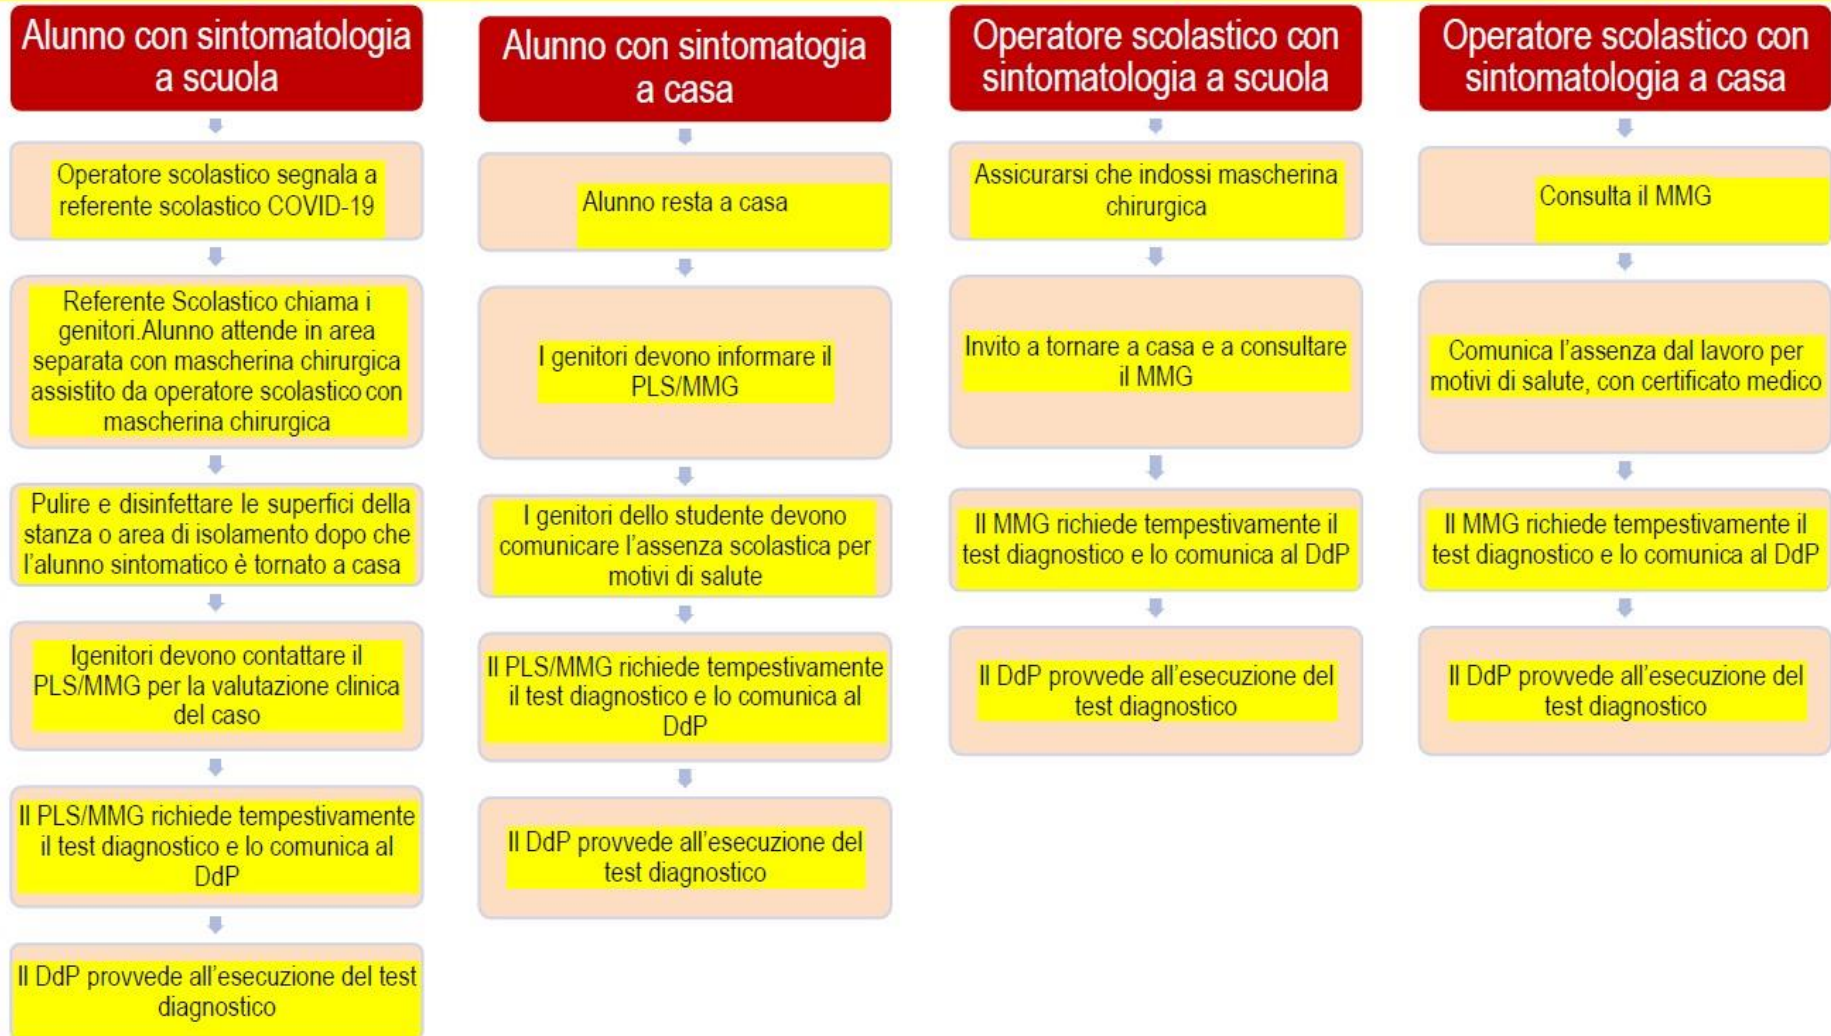 Alunno con sintomatologia
a scuola
Operatore scolastico segnala a
referente scolastico COVID-19
Referente Scolastico chiama i
genitori.Alunno attende in area
separata con mascherina chirurgica
assistito da operatore scolastico con
mascherina chirurgica
Pulire e disinfettare le superfici della
stanza o area di isolamento dopo che
l'alunno sintomatico è tornato a casa
Igenitori devono contattare il
PLS/MMG per la valutazione clinica
del caso
Il PLS/MMG richiede tempestivamente
il test diagnostico e lo comunica al
DdP
Il DdP provvede all'esecuzione del test
diagnostico
Alunno con sintomatogia
a casa
Alunno resta a casa
I genitori devono informare il
PLS/MMG
I genitori dello studente devono
comunicare l'assenza scolastica per
motivi di salute
Il PLS/MMG richiede tempestivamente
il test diagnostico e lo comunica al
DdP
Il DdP provvede all'esecuzione del
test diagnostico
Operatore scolastico con
sintomatologia a scuola
Assicurarsi che indossi mascherina
chirurgica
Invito a tornare a casa e a consultare
il MMG
Il MMG richiede tempestivamente il
test diagnostico e lo comunica al DdP
Il DdP provvede all'esecuzione del
test diagnostico
Operatore scolastico con
sintomatologia a casa
Consulta il MMG
Comunica l'assenza dal lavoro per
motivi di salute, con certificato medico
Il MMG richiede tempestivamente il
test diagnostico e lo comunica al DdP
Il DdP provvede all'esecuzione del
test diagnostico